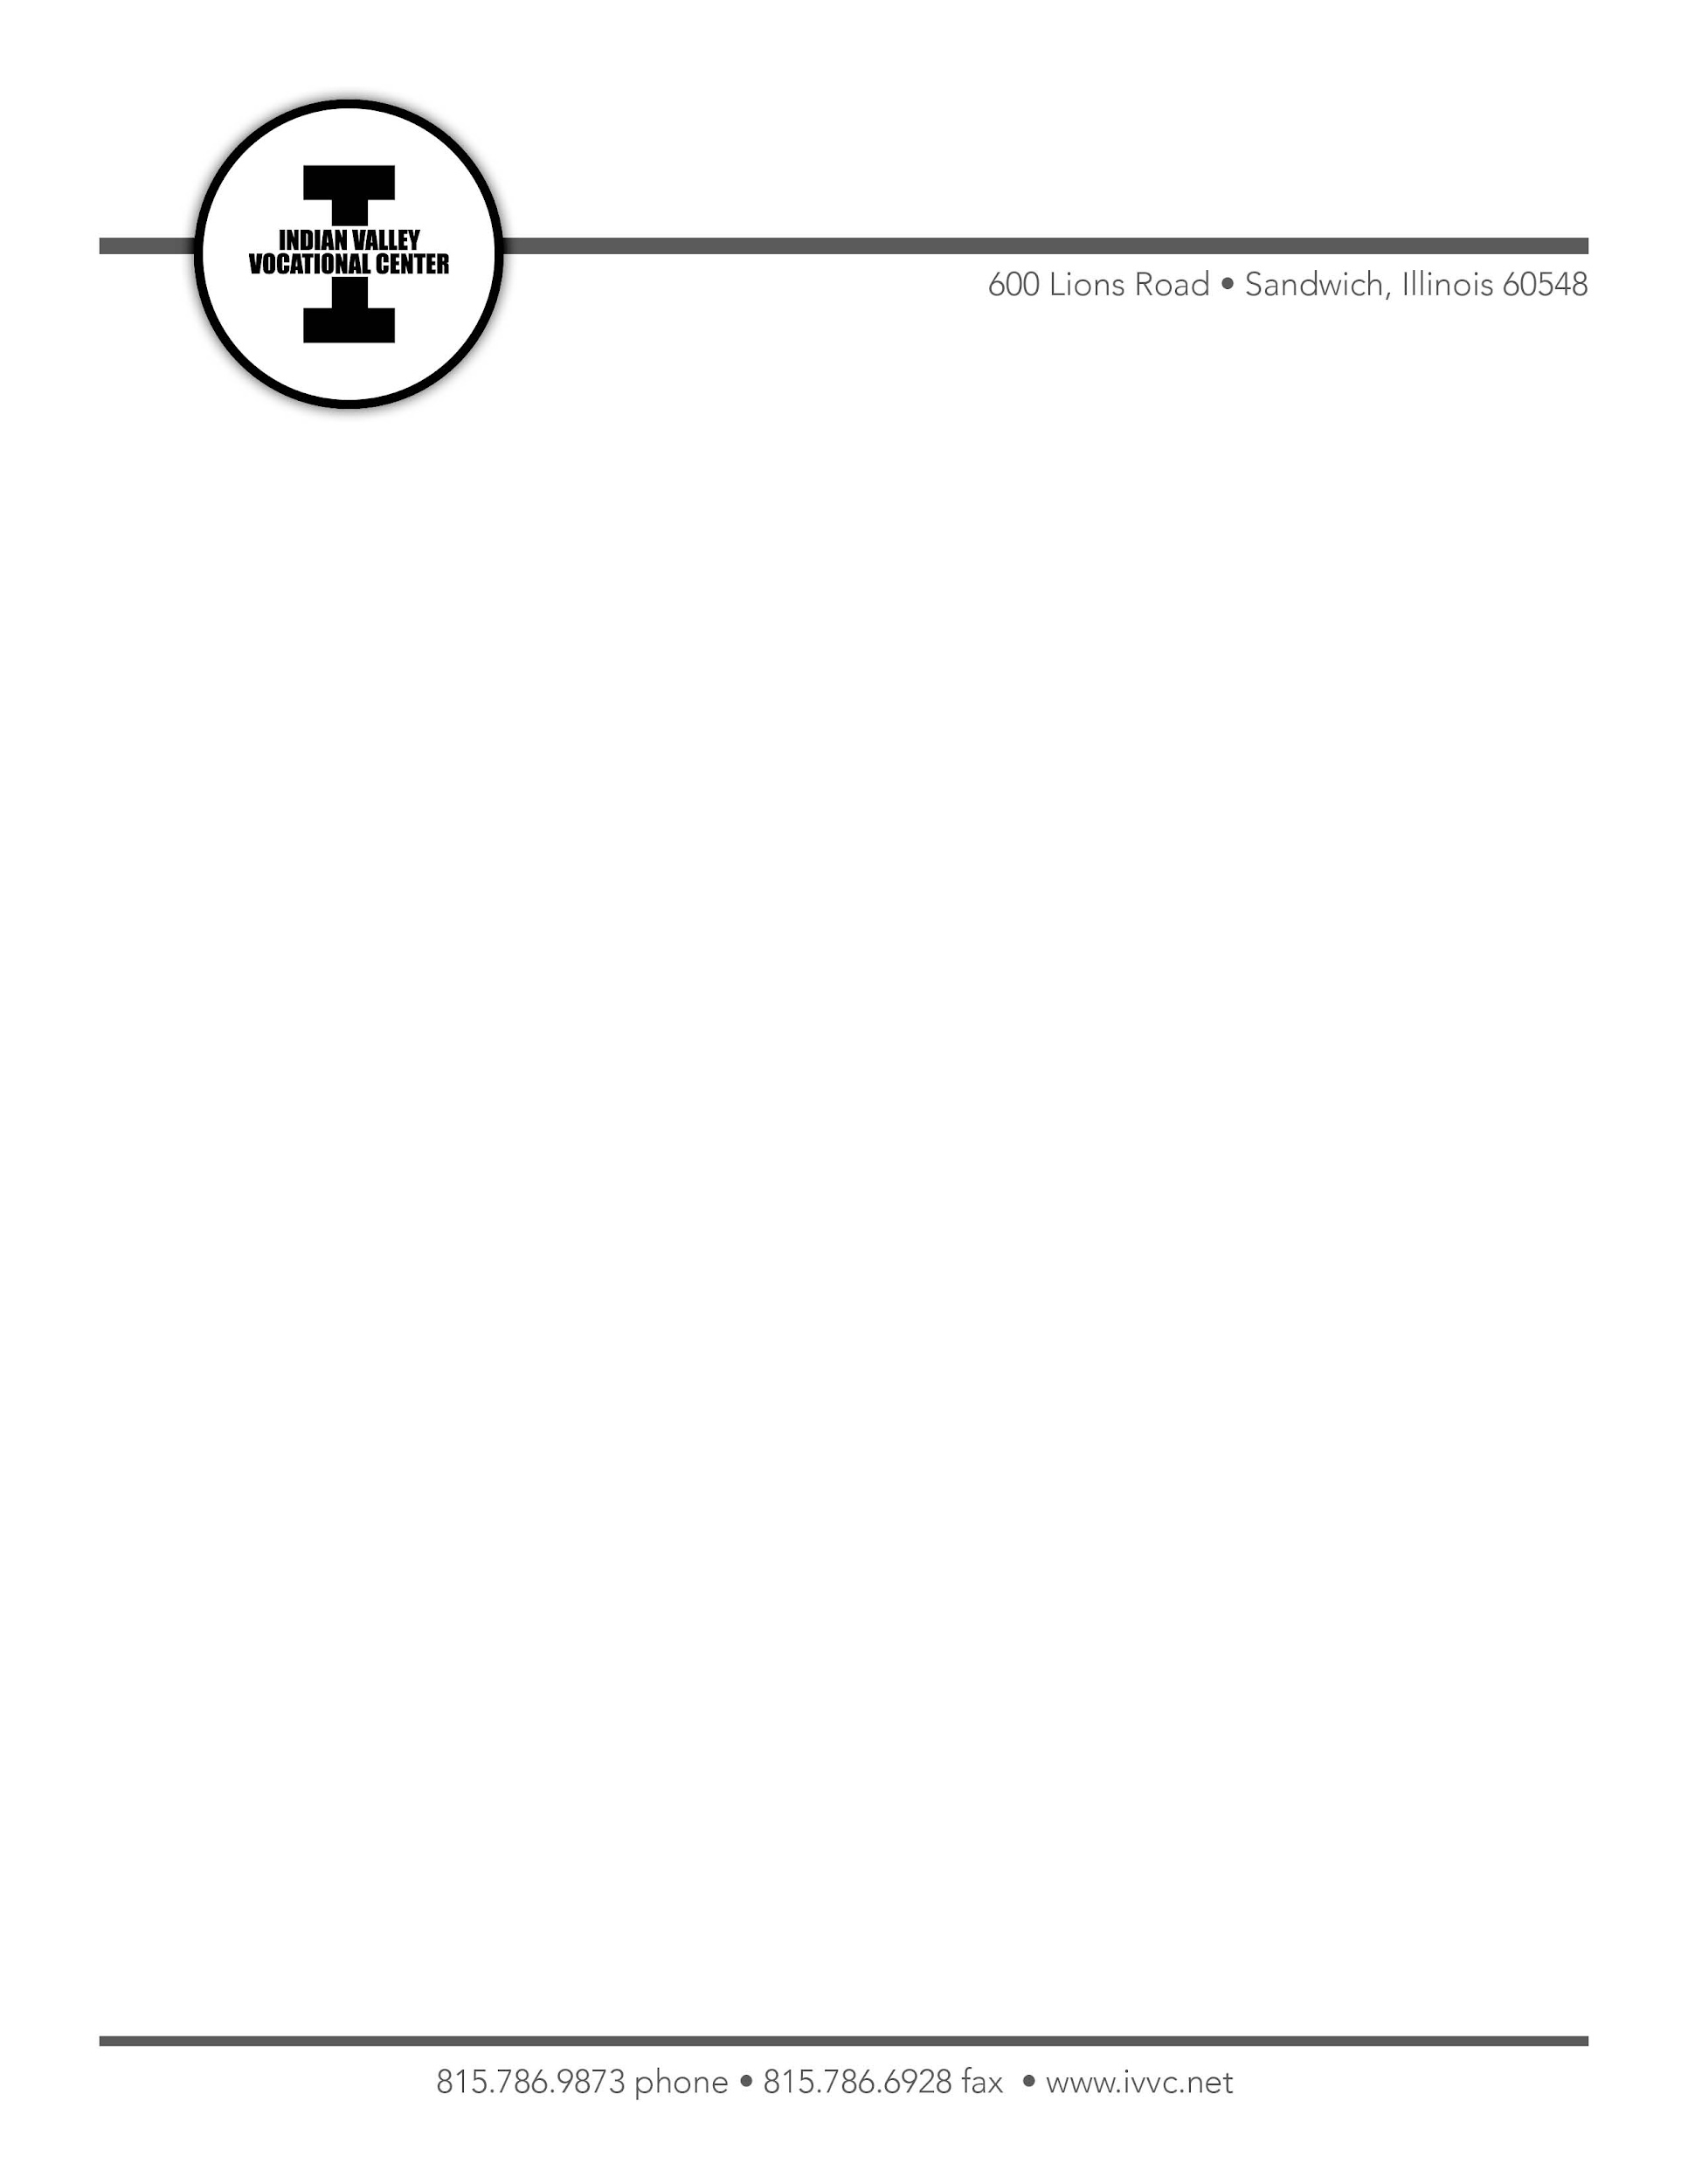 I
INDIAN VALLEY
VOCATIONAL CENTER
600 Lions Road • Sandwich, Illinois 60548
815.786.9873 phone • 815.786.6928 fax • www.ivvc.net